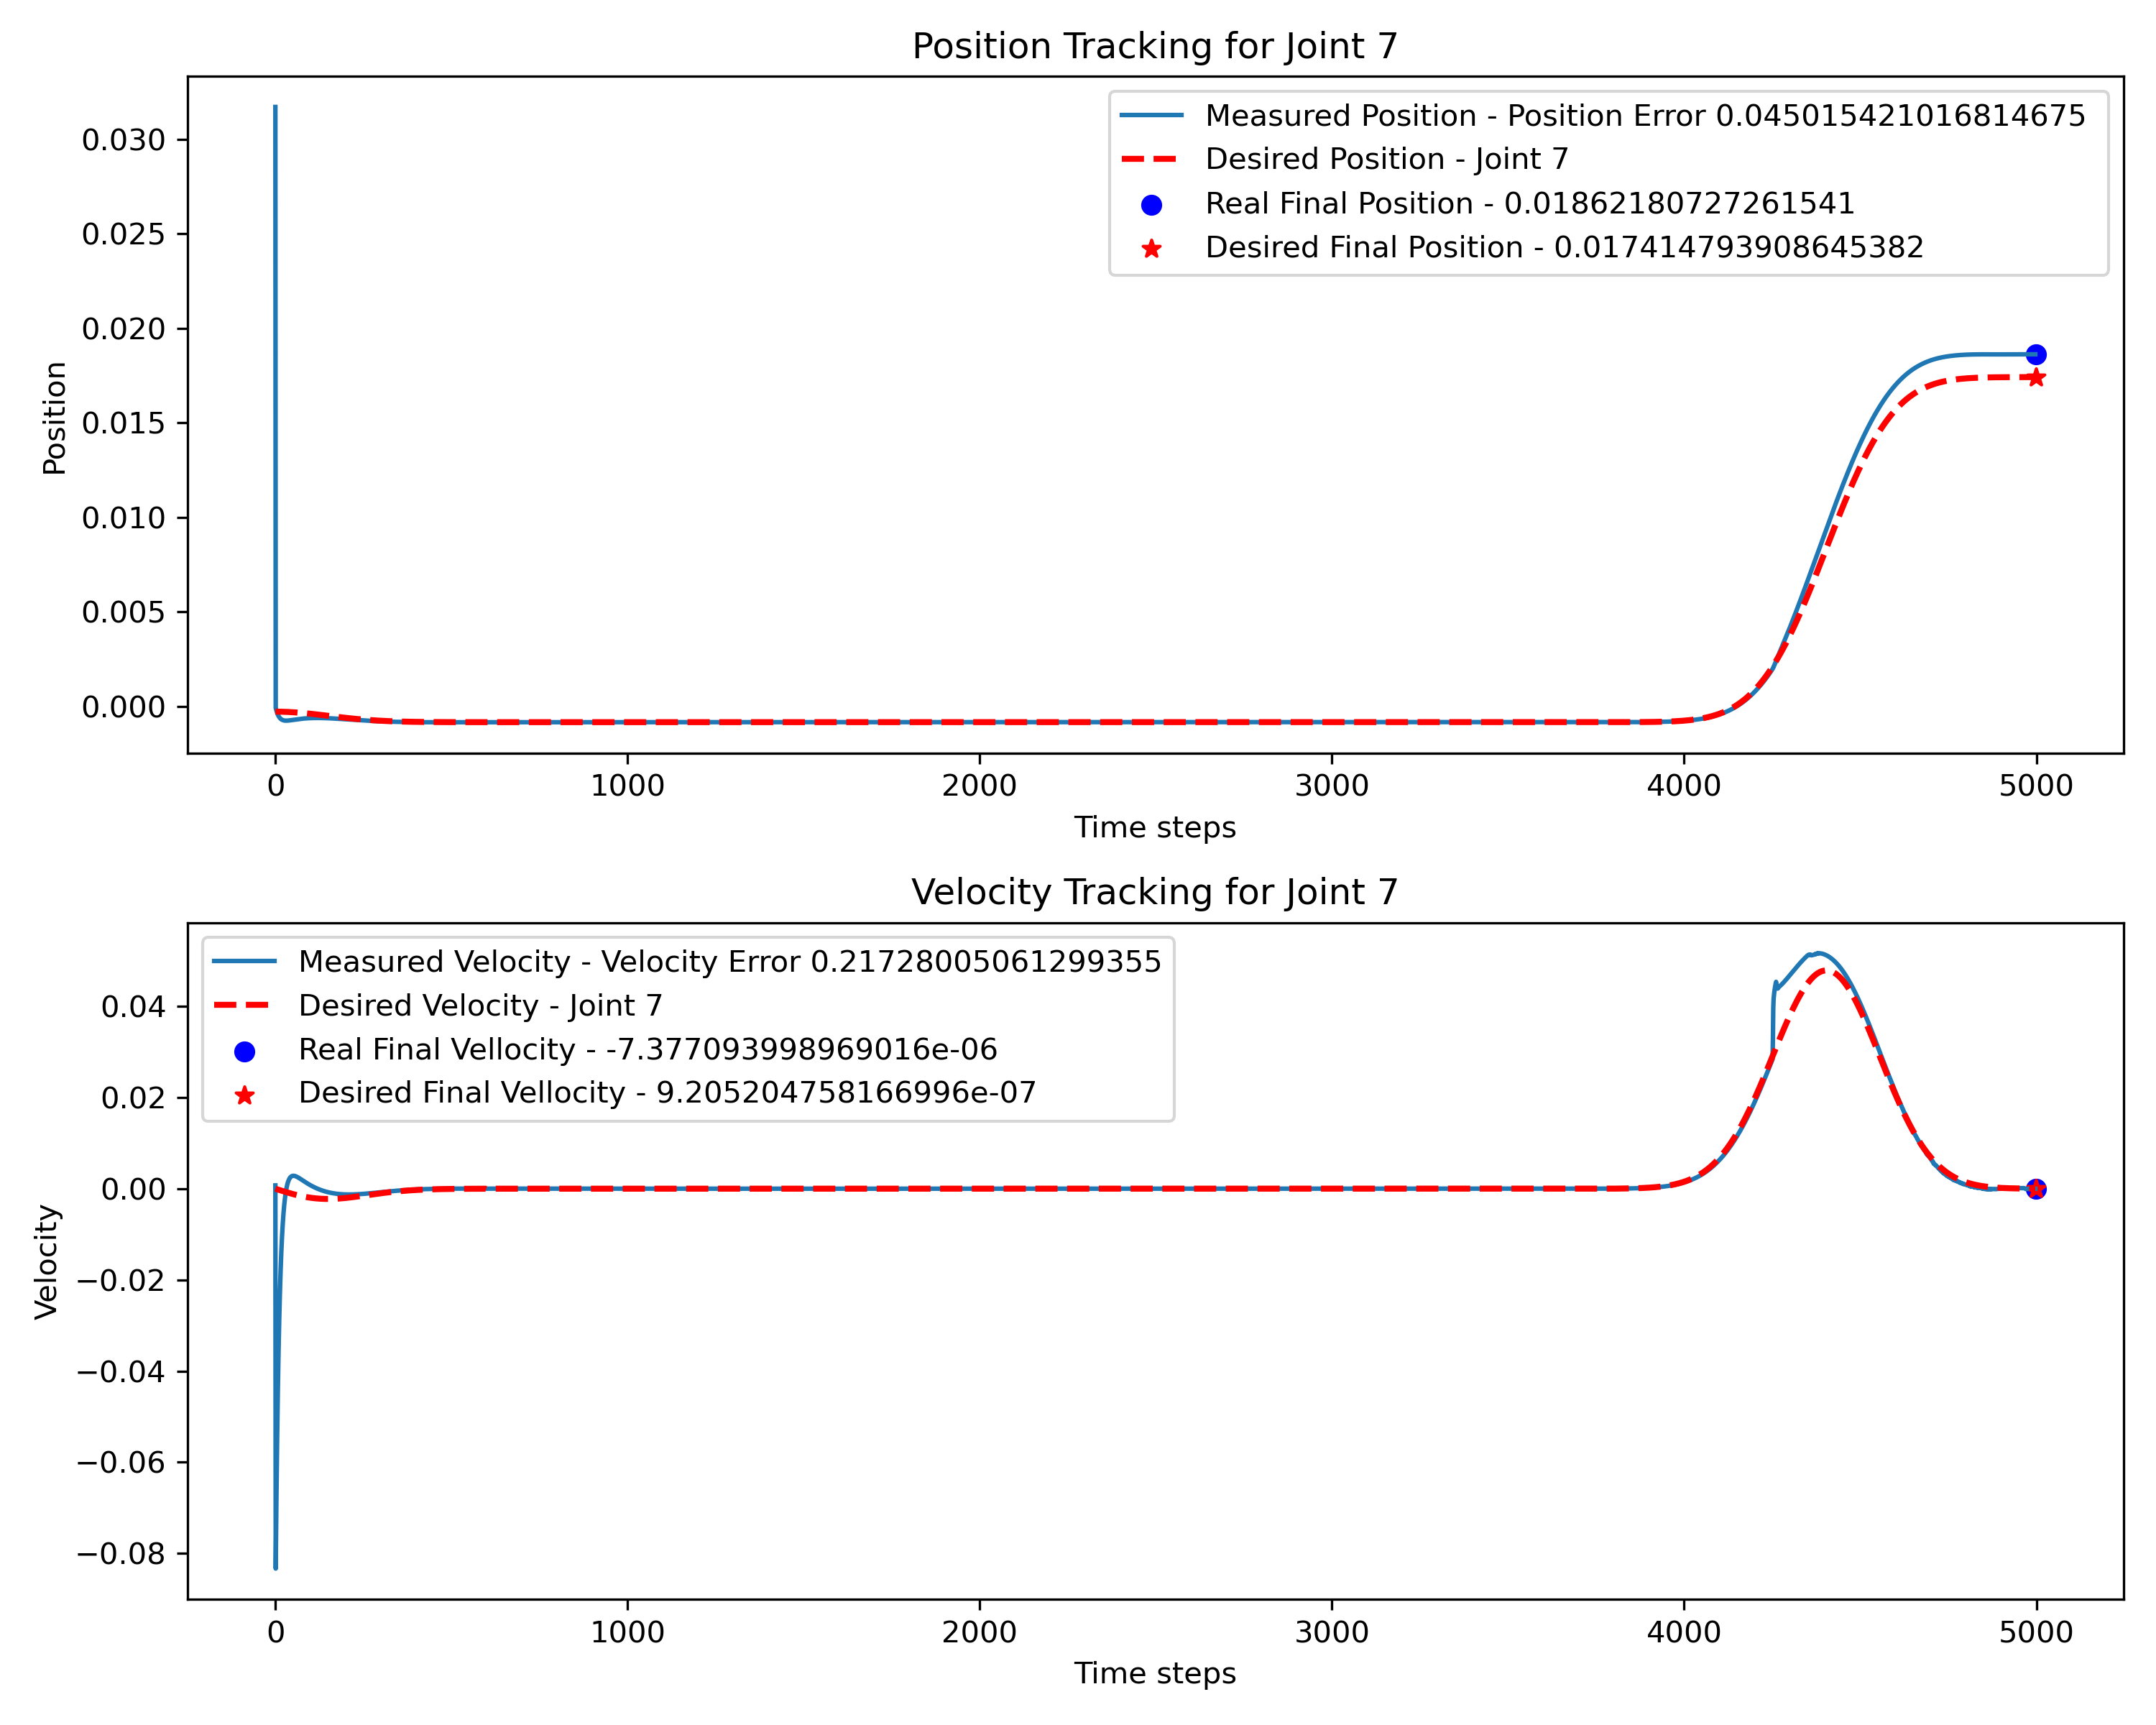 Position Tracking for Joint 7
Measured Position - Position Error 0.045015421016814675
Desired Position - Joint 7
Real Final Position - 0.01862180727261541
Desired Final Position - 0.017414793908645382
0.030
0.025
0.020
0.015
0.010
0.005
0.000
Position
0 1000 2000 3000 4000 5000
Time steps
Velocity Tracking for Joint 7
Measured Velocity - Velocity Error 0.21728005061299355
Desired Velocity - Joint 7
Real Final Vellocity - -7.377093998969016e-06
Desired Final Vellocity - 9.205204758166996e-07
0.04
0.02
0.00
−0.02
−0.04
−0.06
−0.08
Velocity
0 1000 2000 3000 4000 5000
Time steps